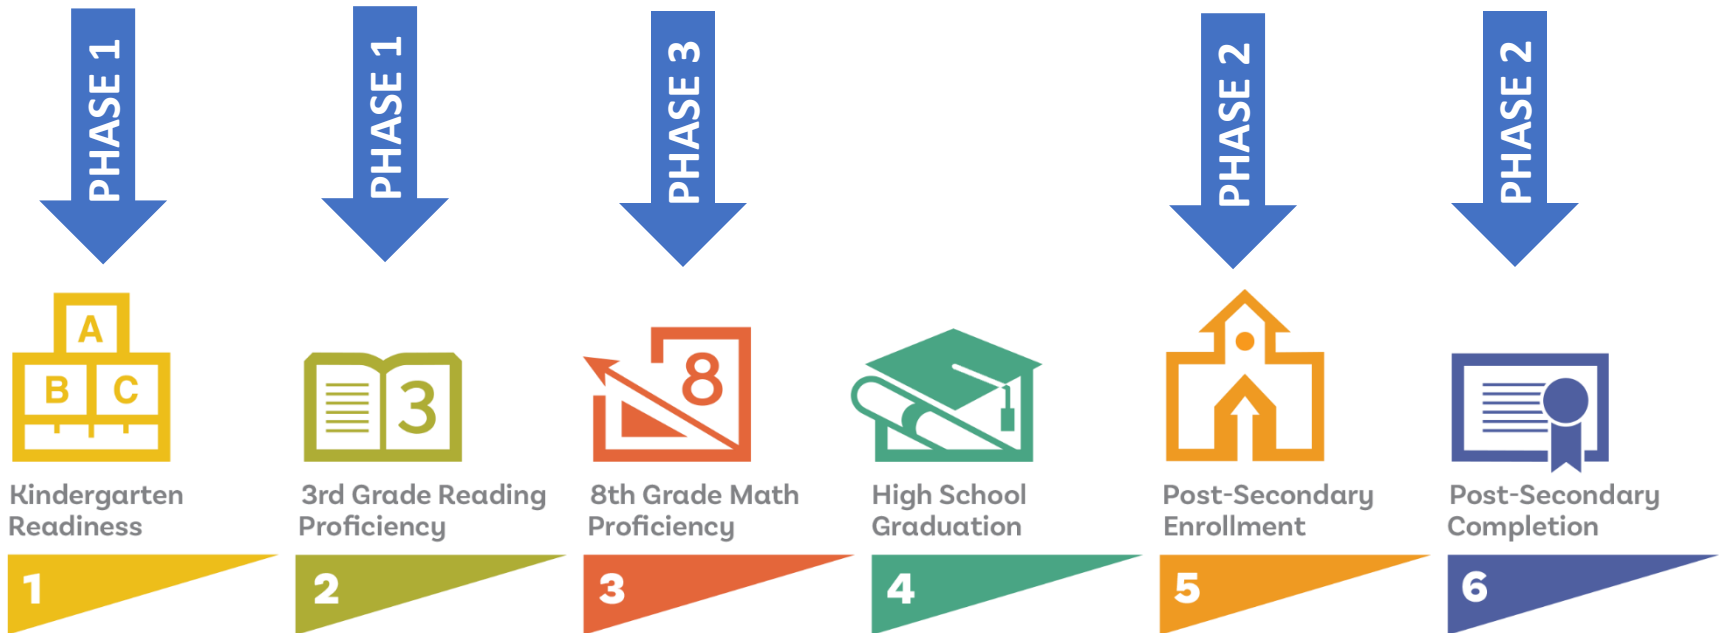 PHASE 1
PHASE 1
PHASE 3
PHASE 2
PHASE 2
A
B C
3
8
Kindergarten
Readiness
3rd Grade Reading
Proficiency
8th Grade Math
Proficiency
High School
Graduation
Post-Secondary
Enrollment
Post-Secondary
Completion
1
2
3
4
5
6